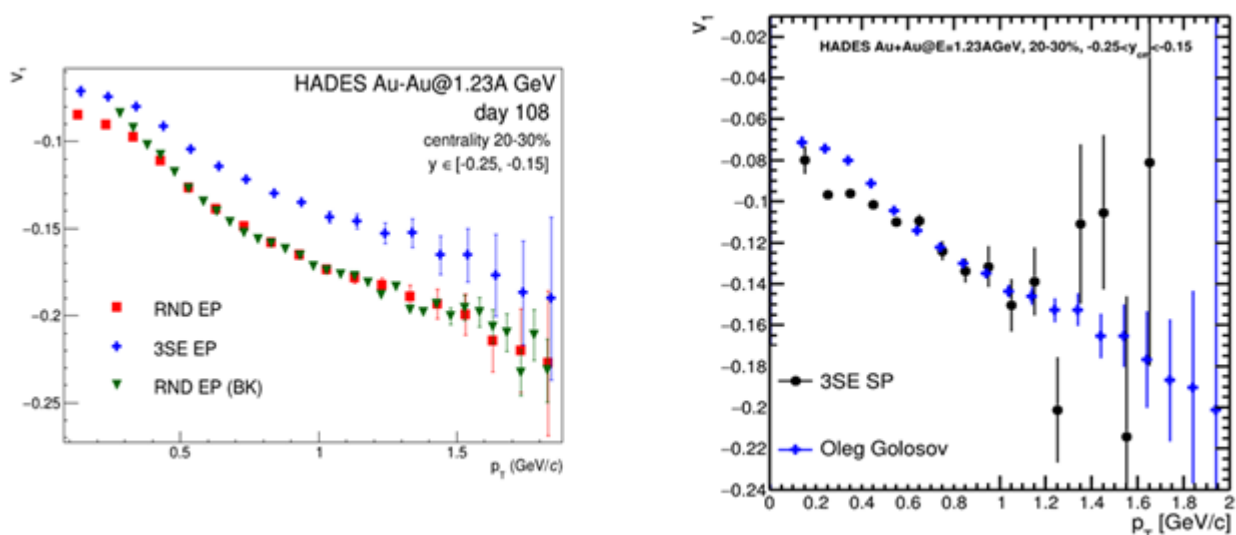 V₁
HADES Au-Au@1.23A GeV
day 108
centrality 20-30%
y ∈ [-0.25, -0.15]
−0.1
−0.15
−0.2
−0.25
RND EP
3SE EP
RND EP (BK)
0.5
1
1.5
p_T (GeV/c)
V₁
HADES Au+Au@E=1.23AGeV, 20-30%, -0.25<y_cm<-0.15
−0.02
−0.04
−0.06
−0.08
−0.1
−0.12
−0.14
−0.16
−0.18
−0.2
−0.22
−0.24
3SE SP
Oleg Golosov
0 0.2 0.4 0.6 0.8 1 1.2 1.4 1.6 1.8 2
p_T [GeV/c]